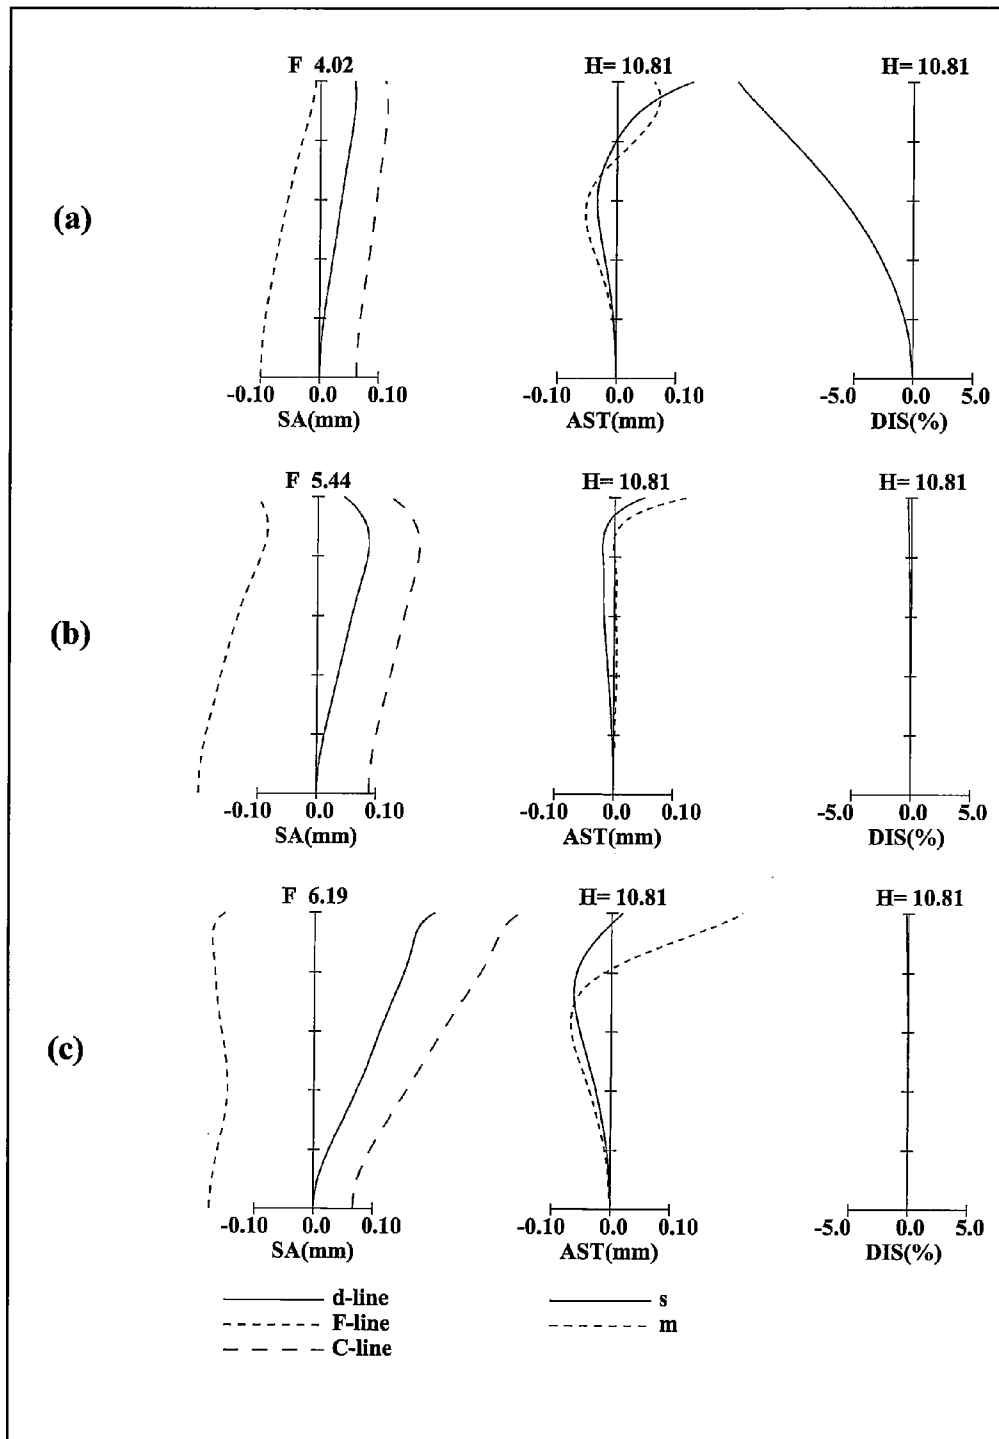 F 4.02
H= 10.81
H= 10.81
(a)
-0.10 0.0 0.10
SA(mm)
-0.10 0.0 0.10
AST(mm)
-5.0 0.0 5.0
DIS(%)
F 5.44
H= 10.81
H= 10.81
(b)
-0.10 0.0 0.10
SA(mm)
-0.10 0.0 0.10
AST(mm)
-5.0 0.0 5.0
DIS(%)
F 6.19
H= 10.81
H= 10.81
(c)
-0.10 0.0 0.10
SA(mm)
-0.10 0.0 0.10
AST(mm)
-5.0 0.0 5.0
DIS(%)
d-line
F-line
C-line
s
m